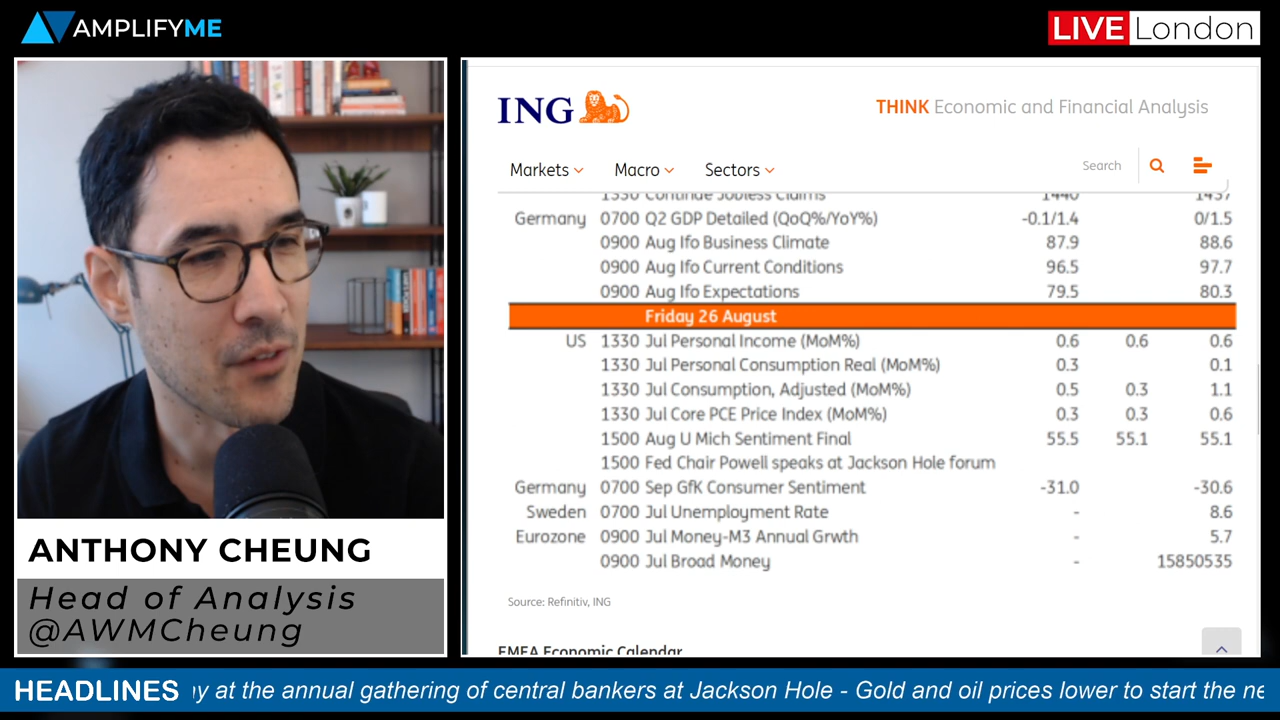 AMPLIFYME
LIVE London
ING
THINK Economic and Financial Analysis
Markets Macro Sectors Search
1330 Continue Jobless Claims 1440 1437
Germany 0700 Q2 GDP Detailed (QoQ%/YoY%) -0.1/1.4 0/1.5
0900 Aug Ifo Business Climate 87.9 88.6
0900 Aug Ifo Current Conditions 96.5 97.7
0900 Aug Ifo Expectations 79.5 80.3
Friday 26 August
US 1330 Jul Personal Income (MoM%) 0.6 0.6 0.6
1330 Jul Personal Consumption Real (MoM%) 0.3 0.1
1330 Jul Consumption, Adjusted (MoM%) 0.5 0.3 1.1
1330 Jul Core PCE Price Index (MoM%) 0.3 0.3 0.6
1500 Aug U Mich Sentiment Final 55.5 55.1 55.1
1500 Fed Chair Powell speaks at Jackson Hole forum
Germany 0700 Sep GfK Consumer Sentiment -31.0 -30.6
Sweden 0700 Jul Unemployment Rate - 8.6
Eurozone 0900 Jul Money-M3 Annual Grwth - 5.7
0900 Jul Broad Money - 15850535
Source: Refinitiv, ING
EMEA Economic Calendar
ANTHONY CHEUNG
Head of Analysis
@AWMCheung
HEADLINES at the annual gathering of central bankers at Jackson Hole - Gold and oil prices lower to start the